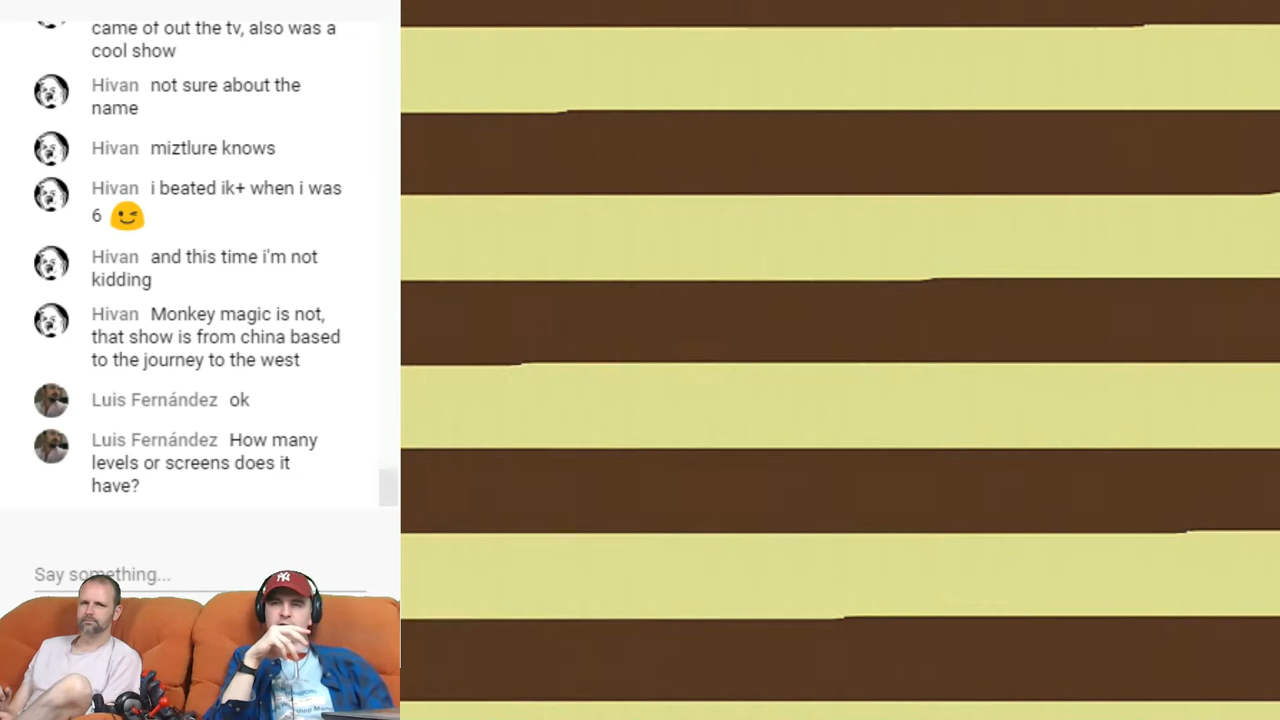 came of out the tv, also was a
cool show
Hivan not sure about the
name
Hivan miztlure knows
Hivan i beated ik+ when i was
6 😉
Hivan and this time i'm not
kidding
Hivan Monkey magic is not,
that show is from china based
to the journey to the west
Luis Fernández ok
Luis Fernández How many
levels or screens does it
have?
Say something...